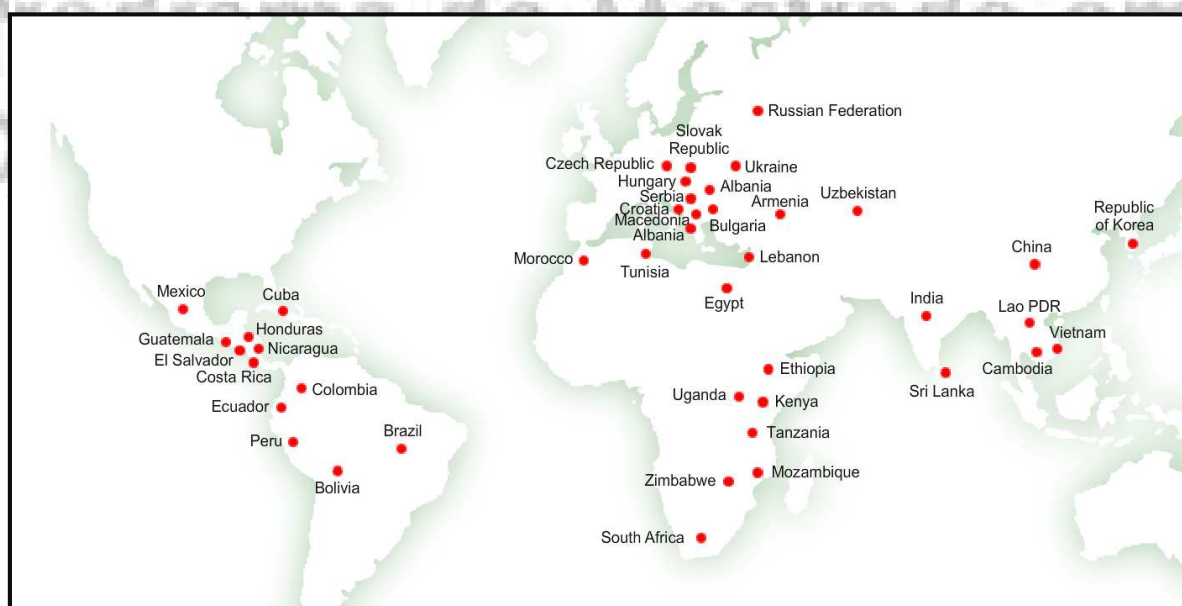 Russian Federation
Slovak
Republic
Czech Republic
Ukraine
Hungary
Albania
Serbia
Uzbekistan
Croatia
Armenia
Macedonia
Bulgaria
Albania
Republic
of Korea
China
Morocco
Tunisia
Lebanon
Egypt
Mexico
Cuba
India
Lao PDR
Honduras
Guatemala
Vietnam
Nicaragua
El Salvador
Costa Rica
Cambodia
Ethiopia
Sri Lanka
Colombia
Uganda
Kenya
Ecuador
Brazil
Tanzania
Peru
Mozambique
Zimbabwe
Bolivia
South Africa